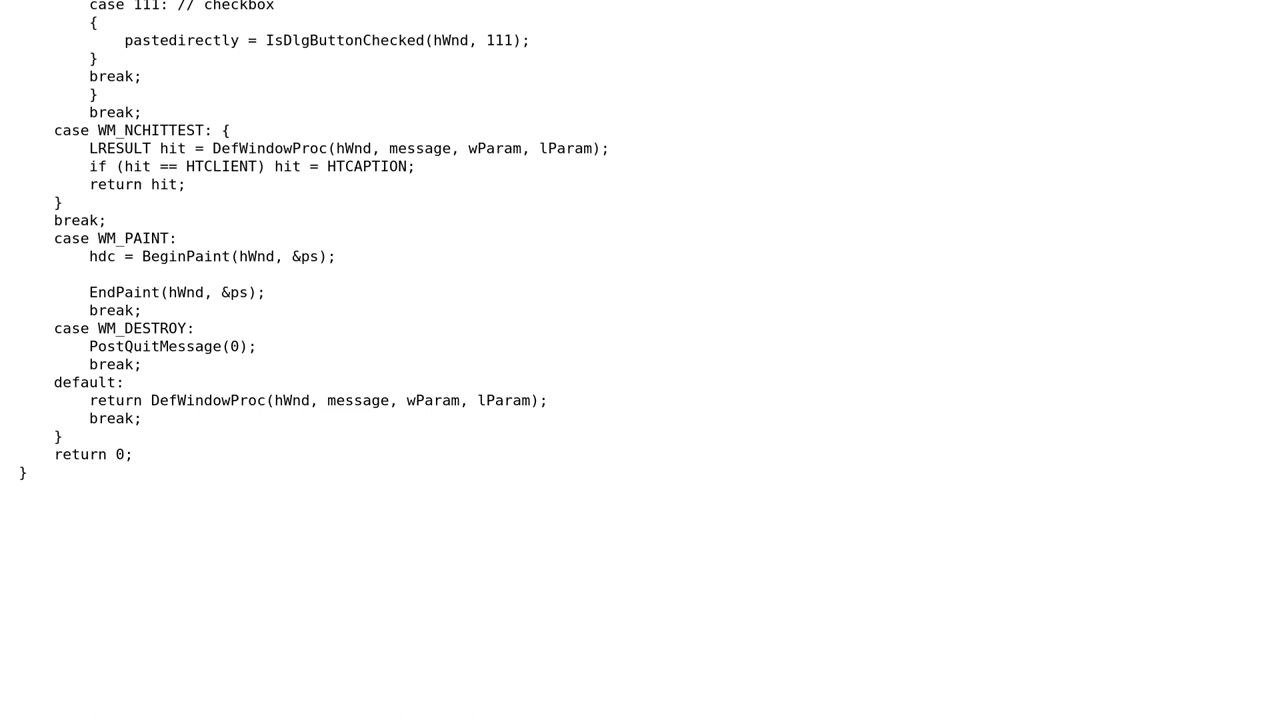 case 111: // checkbox
        {
            pastedirectly = IsDlgButtonChecked(hWnd, 111);
        }
        break;
        }
        break;
    case WM_NCHITTEST: {
        LRESULT hit = DefWindowProc(hWnd, message, wParam, lParam);
        if (hit == HTCLIENT) hit = HTCAPTION;
        return hit;
    }
    break;
    case WM_PAINT:
        hdc = BeginPaint(hWnd, &ps);

        EndPaint(hWnd, &ps);
        break;
    case WM_DESTROY:
        PostQuitMessage(0);
        break;
    default:
        return DefWindowProc(hWnd, message, wParam, lParam);
        break;
    }
    return 0;
}